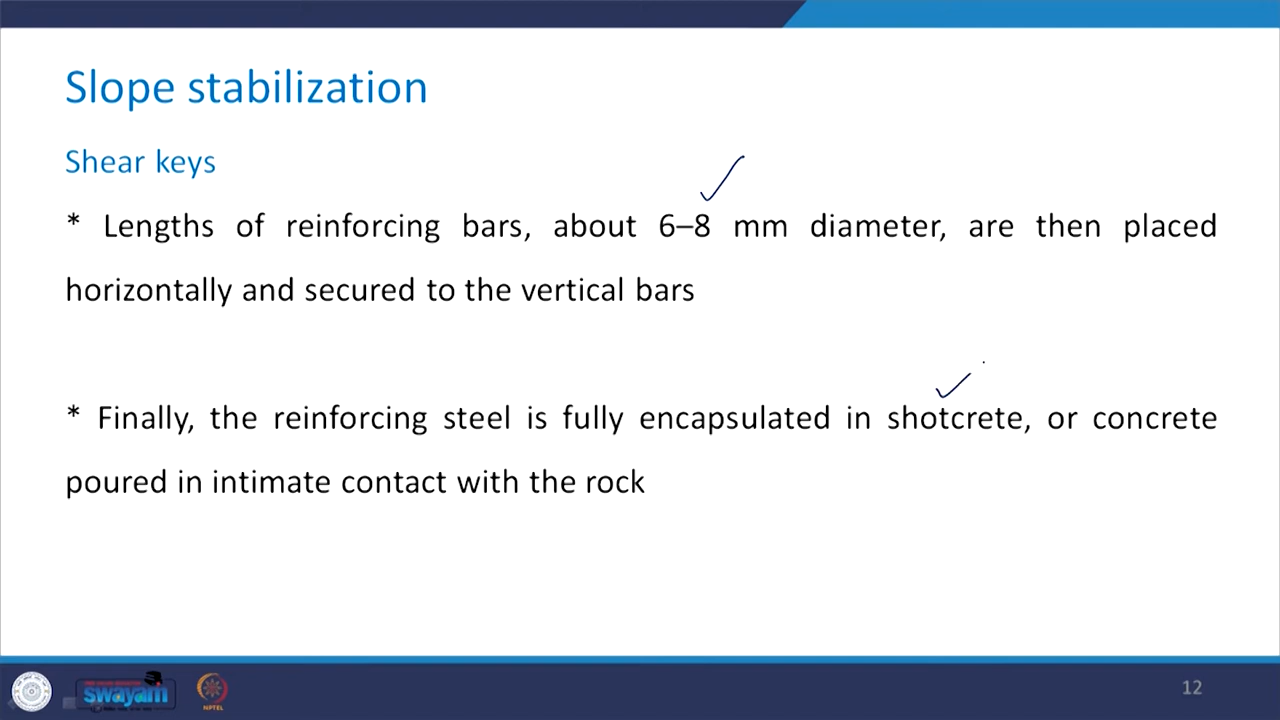 Slope stabilization
Shear keys
* Lengths of reinforcing bars, about 6–8 mm diameter, are then placed
horizontally and secured to the vertical bars
* Finally, the reinforcing steel is fully encapsulated in shotcrete, or concrete
poured in intimate contact with the rock
swayam
NPTEL
12